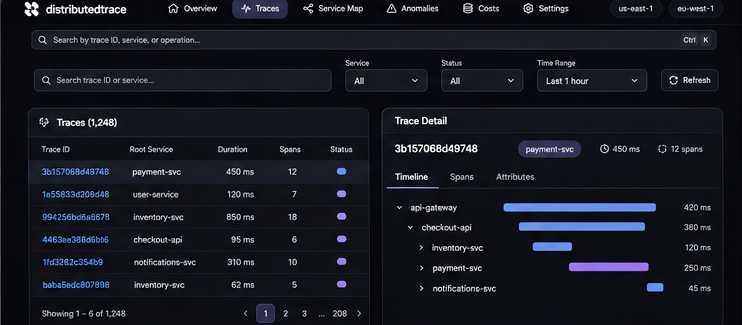 distributedtrace
Overview
Traces
Service Map
Anomalies
Costs
Settings
us-east-1
eu-west-1
Search by trace ID, service, or operation...
Ctrl K
Search trace ID or service...
Service
All
Status
All
Time Range
Last 1 hour
Refresh
Traces (1,248)
Trace ID Root Service Duration Spans Status
3b157068d49748 payment-svc 450 ms 12
1e55833d208d48 user-service 120 ms 7
994256bd6a8678 inventory-svc 850 ms 18
4463ee388d6b86 checkout-api 95 ms 6
1fd3262c354b9 notifications-svc 310 ms 10
baba5edc807898 inventory-svc 62 ms 5
Showing 1 – 6 of 1,248
1 2 3 ... 208
Trace Detail
3b157068d49748 payment-svc 450 ms 12 spans
Timeline Spans Attributes
api-gateway 420 ms
checkout-api 360 ms
inventory-svc 120 ms
payment-svc 250 ms
notifications-svc 45 ms